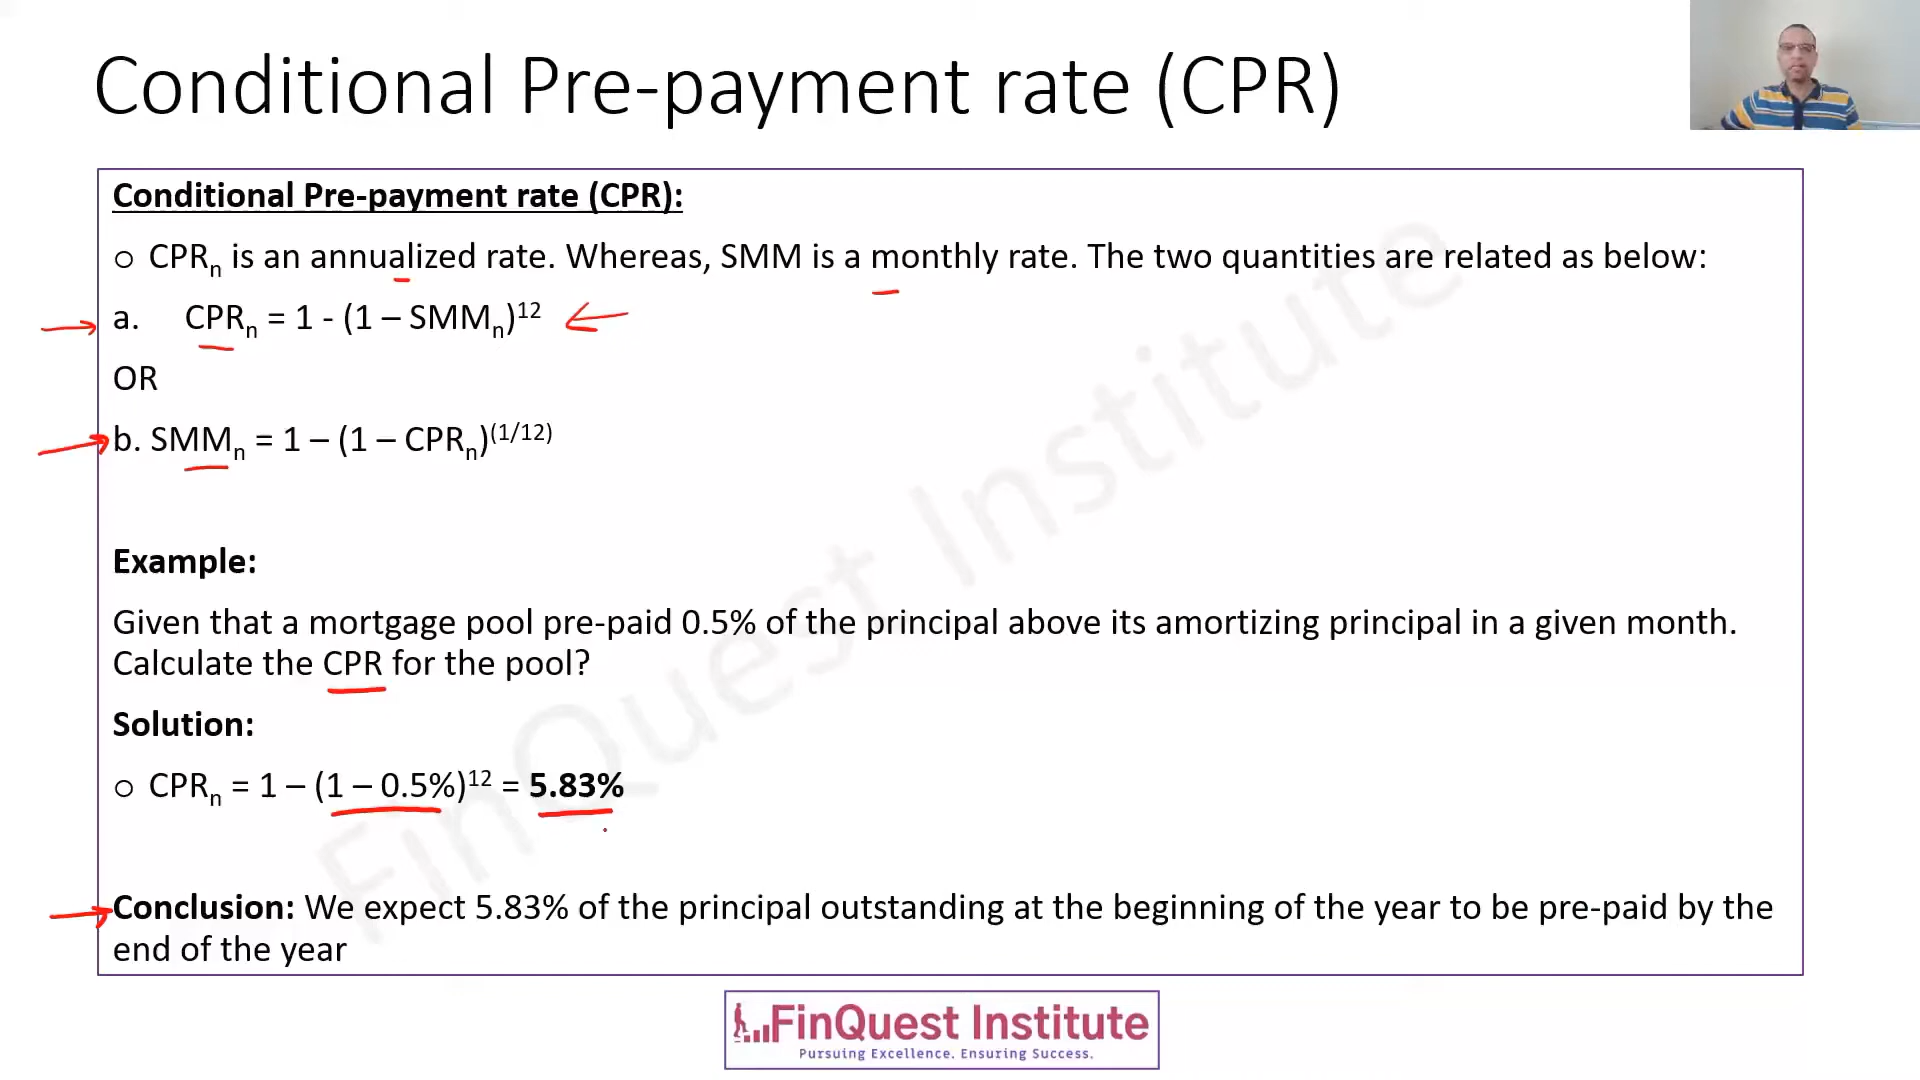 Conditional Pre-payment rate (CPR)
Conditional Pre-payment rate (CPR):
○ CPRₙ is an annualized rate. Whereas, SMM is a monthly rate. The two quantities are related as below:
a. CPRₙ = 1 - (1 – SMMₙ)¹²
OR
b. SMMₙ = 1 – (1 – CPRₙ)⁽¹/¹²⁾
Example:
Given that a mortgage pool pre-paid 0.5% of the principal above its amortizing principal in a given month.
Calculate the CPR for the pool?
Solution:
○ CPRₙ = 1 – (1 – 0.5%)¹² = 5.83%
Conclusion: We expect 5.83% of the principal outstanding at the beginning of the year to be pre-paid by the
end of the year
FinQuest Institute
FinQuest Institute
Pursuing Excellence. Ensuring Success.